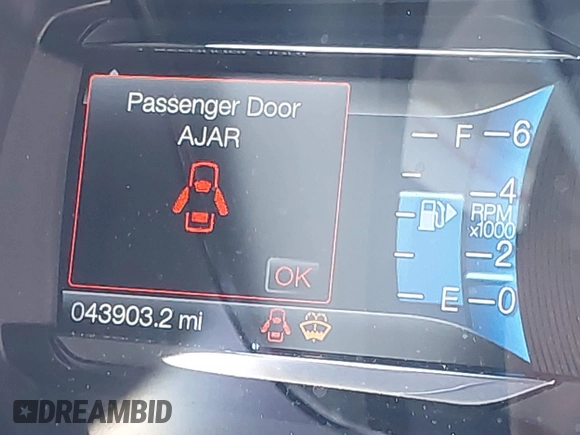 Passenger Door
AJAR
OK
F 6
4
RPM
x1000
2
E 0
043903.2 mi
DREAMBID